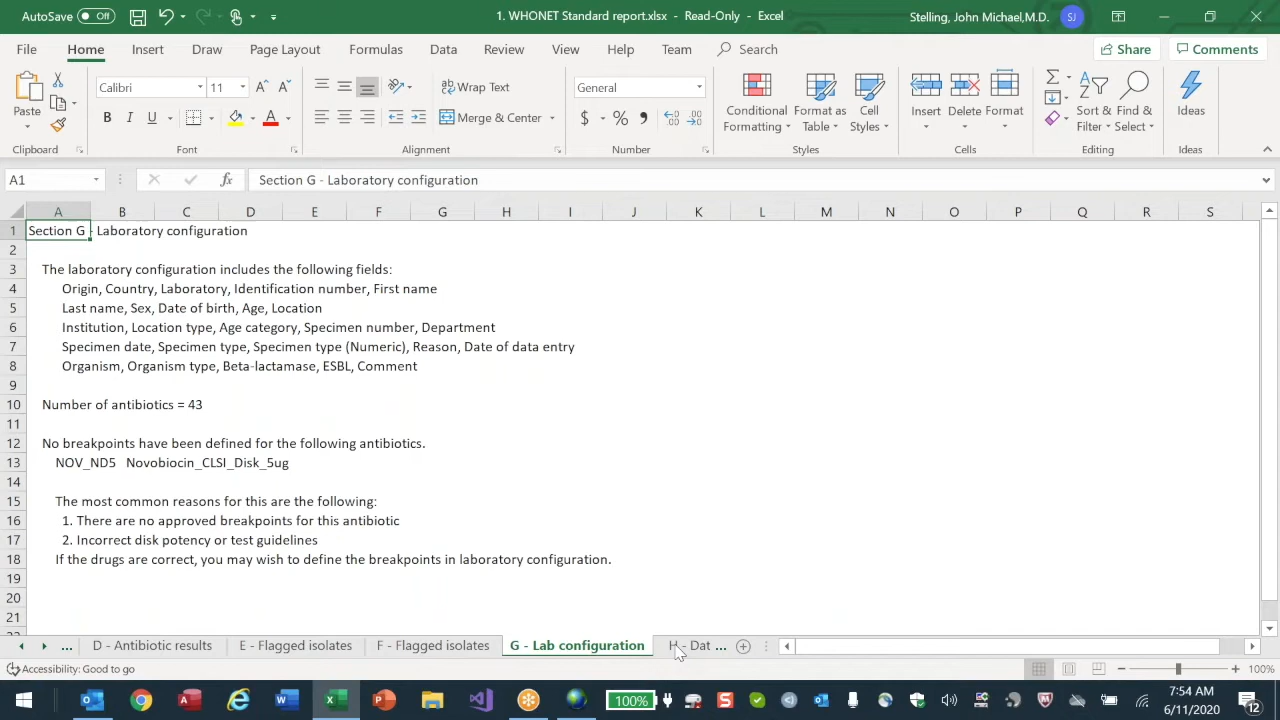 AutoSave Off
1. WHONET Standard report.xlsx - Read-Only - Excel
Stelling, John Michael,M.D. SJ
File Home Insert Draw Page Layout Formulas Data Review View Help Team Search Share Comments
Calibri 11
Wrap Text
General
Paste
Conditional Formatting
Format as Table
Cell Styles
Insert Delete Format
Sort & Filter
Find & Select
Ideas
B I U
Merge & Center
Clipboard Font Alignment Number Styles Cells Editing Ideas
A1 fx Section G - Laboratory configuration
A B C D E F G H I J K L M N O P Q R S
1 Section G - Laboratory configuration
2
3 The laboratory configuration includes the following fields:
4 Origin, Country, Laboratory, Identification number, First name
5 Last name, Sex, Date of birth, Age, Location
6 Institution, Location type, Age category, Specimen number, Department
7 Specimen date, Specimen type, Specimen type (Numeric), Reason, Date of data entry
8 Organism, Organism type, Beta-lactamase, ESBL, Comment
9
10 Number of antibiotics = 43
11
12 No breakpoints have been defined for the following antibiotics.
13 NOV_ND5 Novobiocin_CLSI_Disk_5ug
14
15 The most common reasons for this are the following:
16 1. There are no approved breakpoints for this antibiotic
17 2. Incorrect disk potency or test guidelines
18 If the drugs are correct, you may wish to define the breakpoints in laboratory configuration.
19
20
21
... D - Antibiotic results E - Flagged isolates F - Flagged isolates G - Lab configuration H - Dat ...
Accessibility: Good to go
100%
100%
7:54 AM
6/11/2020
12